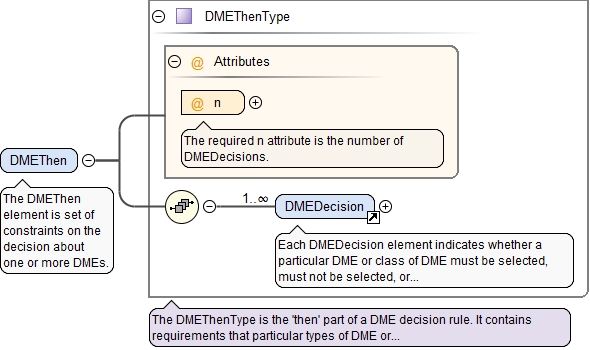 DMEThenType
@ Attributes
@ n
The required n attribute is the number of
DMEDecisions.
DMEThen
The DMEThen
element is set of
constraints on the
decision about
one or more DMEs.
1..∞
DMEDecision
Each DMEDecision element indicates whether a
particular DME or class of DME must be selected,
must not be selected, or...
The DMEThenType is the 'then' part of a DME decision rule. It contains
requirements that particular types of DME or...